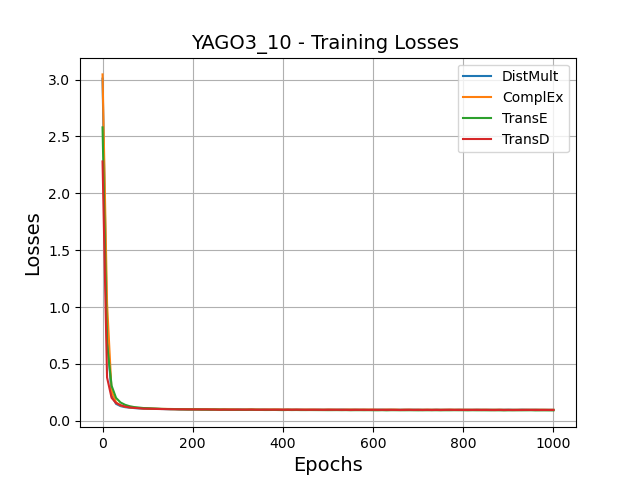 YAGO3_10 - Training Losses
DistMult
ComplEx
TransE
TransD
Losses
3.0
2.5
2.0
1.5
1.0
0.5
0.0
0 200 400 600 800 1000
Epochs